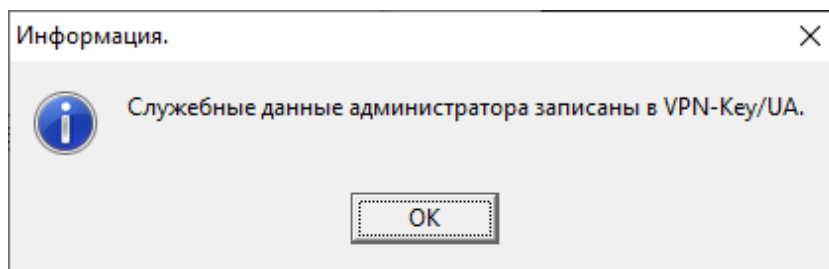 Информация.
Служебные данные администратора записаны в VPN-Key/UA.
OK